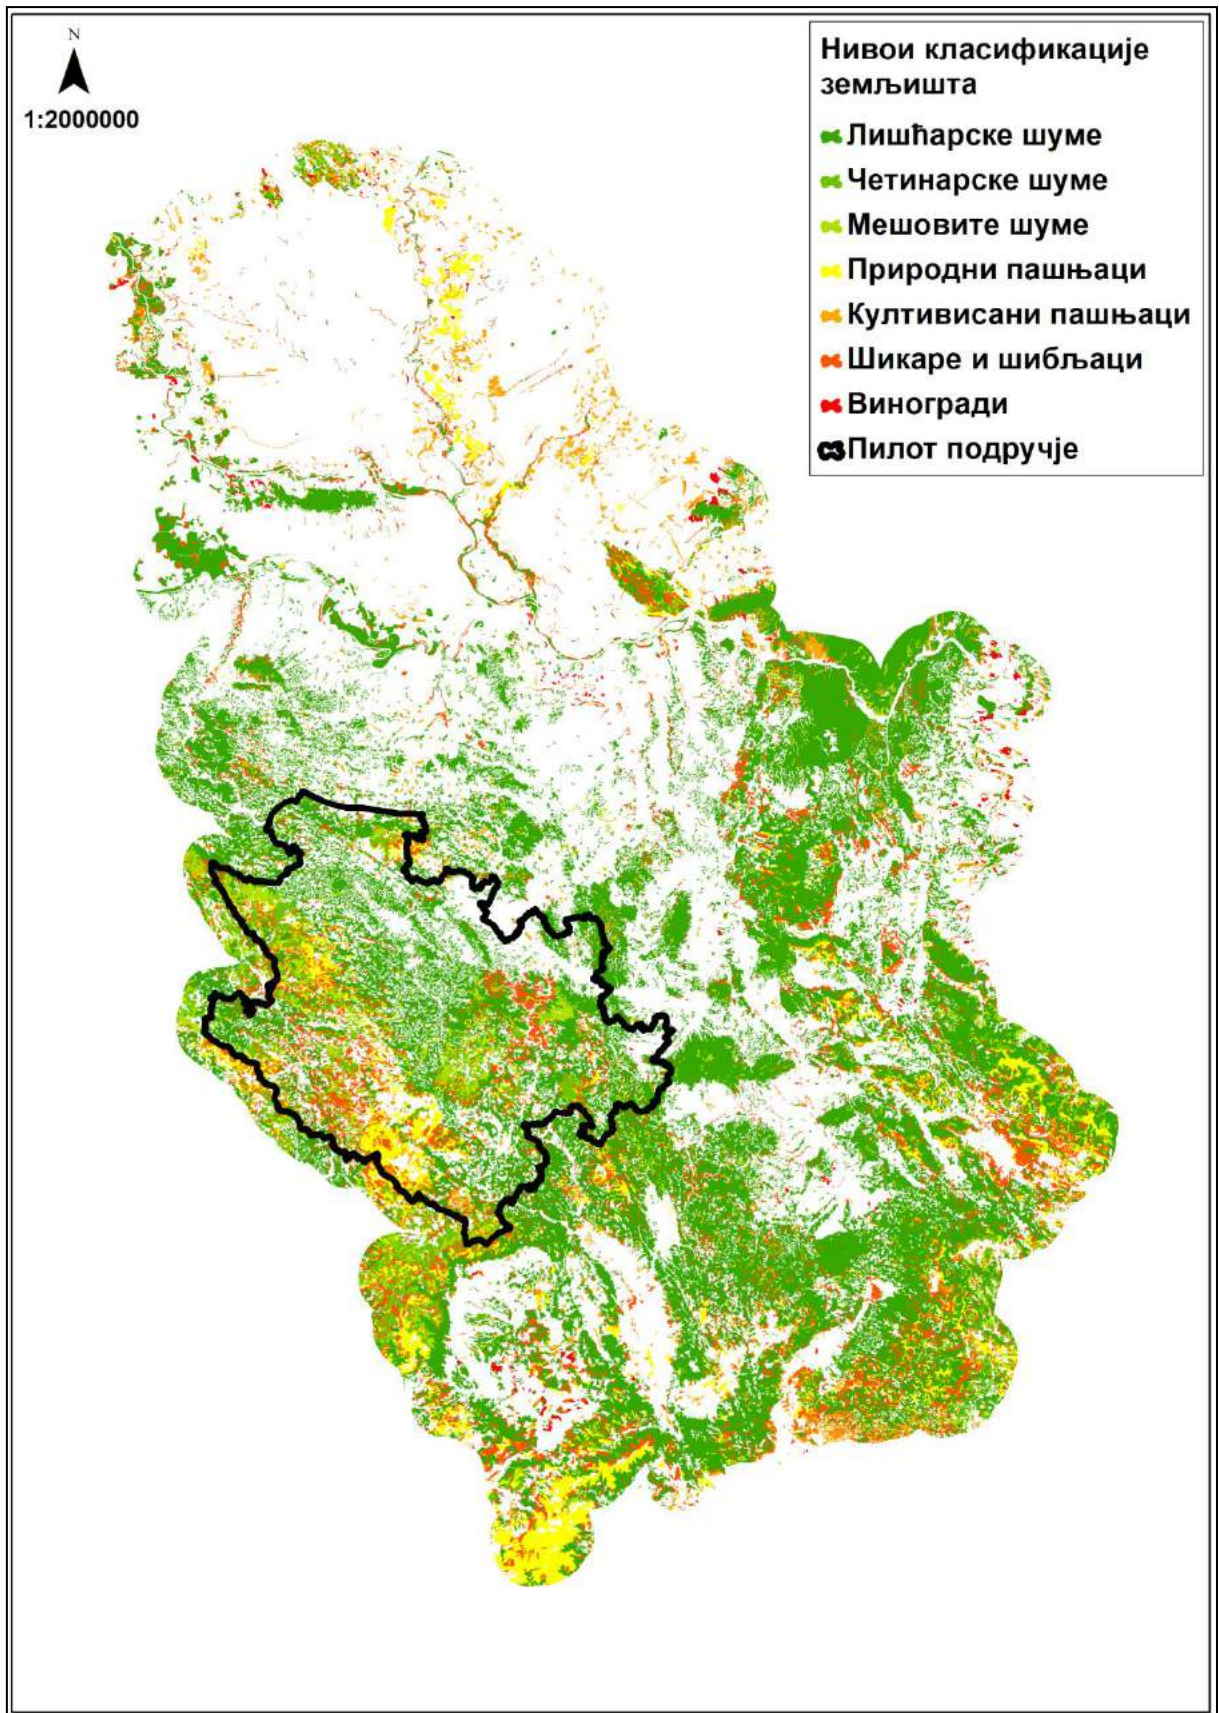 N
1:2000000
Нивои класификације
земљишта
Лишћарске шуме
Четинарске шуме
Мешовите шуме
Природни пашњаци
Култивисани пашњаци
Шикаре и шибљаци
Виногради
Пилот подручје